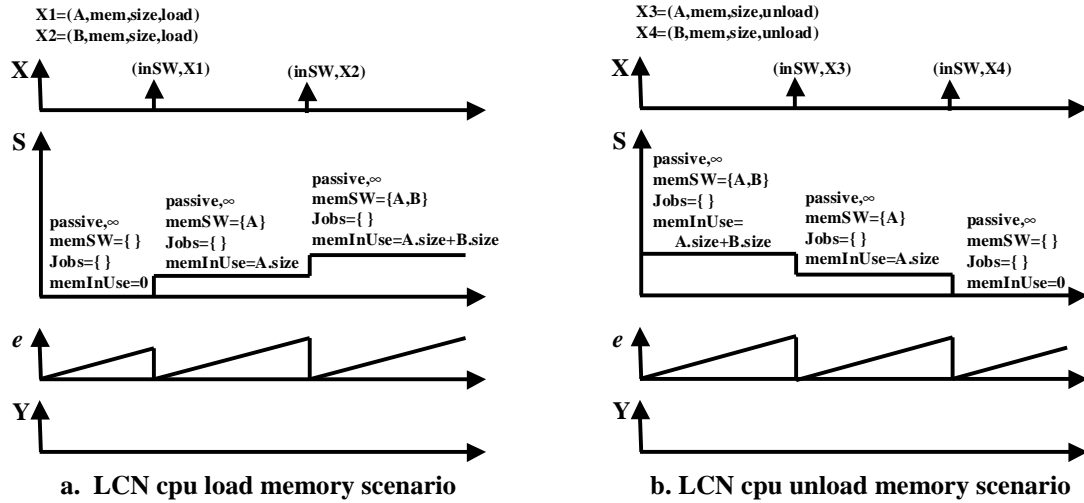 X1=(A,mem,size,load)
X2=(B,mem,size,load)
X
(inSW,X1)
(inSW,X2)
S
passive,∞
memSW={ }
Jobs={ }
memInUse=0
passive,∞
memSW={A}
Jobs={ }
memInUse=A.size
passive,∞
memSW={A,B}
Jobs={ }
memInUse=A.size+B.size
e
Y
a. LCN cpu load memory scenario
X3=(A,mem,size,unload)
X4=(B,mem,size,unload)
X
(inSW,X3)
(inSW,X4)
S
passive,∞
memSW={A,B}
Jobs={ }
memInUse=
A.size+B.size
passive,∞
memSW={A}
Jobs={ }
memInUse=A.size
passive,∞
memSW={ }
Jobs={ }
memInUse=0
e
Y
b. LCN cpu unload memory scenario